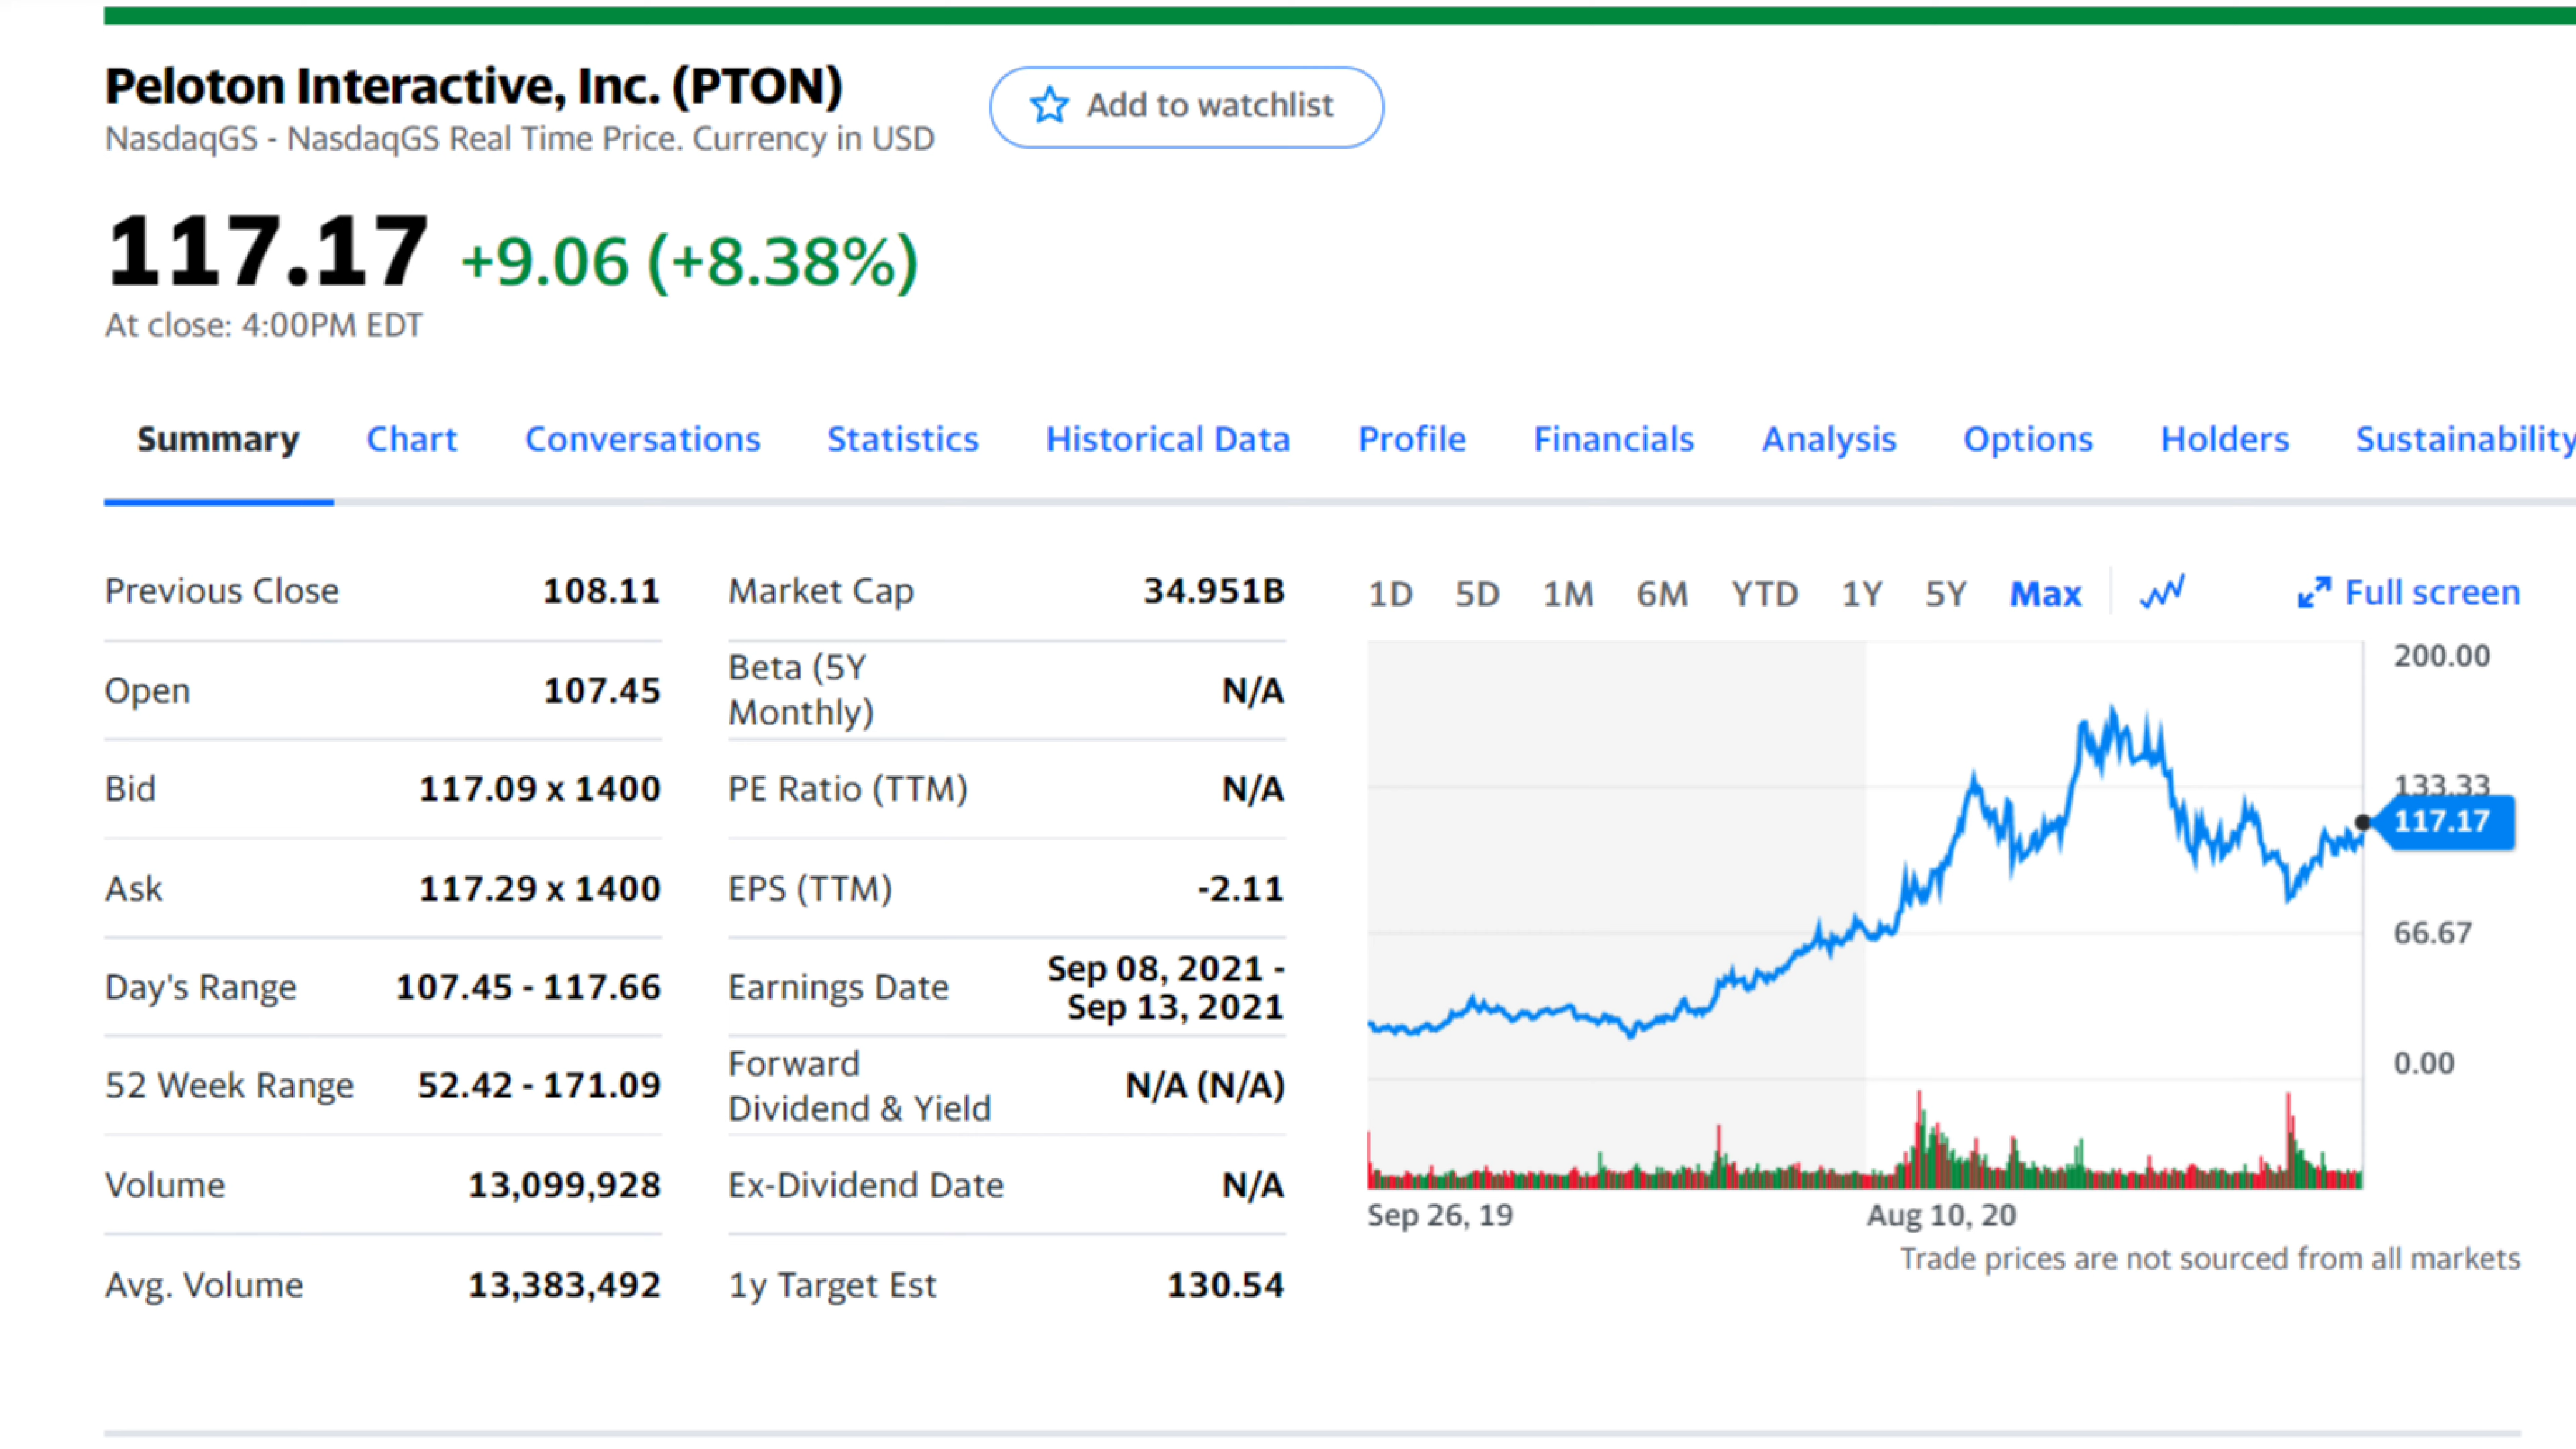 Peloton Interactive, Inc. (PTON)
Add to watchlist
NasdaqGS - NasdaqGS Real Time Price. Currency in USD
117.17 +9.06 (+8.38%)
At close: 4:00PM EDT
Summary Chart Conversations Statistics Historical Data Profile Financials Analysis Options Holders Sustainability
Previous Close 108.11
Open 107.45
Bid 117.09 x 1400
Ask 117.29 x 1400
Day's Range 107.45 - 117.66
52 Week Range 52.42 - 171.09
Volume 13,099,928
Avg. Volume 13,383,492
Market Cap 34.951B
Beta (5Y
Monthly) N/A
PE Ratio (TTM) N/A
EPS (TTM) -2.11
Earnings Date Sep 08, 2021 -
Sep 13, 2021
Forward
Dividend & Yield N/A (N/A)
Ex-Dividend Date N/A
1y Target Est 130.54
1D 5D 1M 6M YTD 1Y 5Y Max Full screen
200.00
133.33
117.17
66.67
0.00
Sep 26, 19 Aug 10, 20
Trade prices are not sourced from all markets